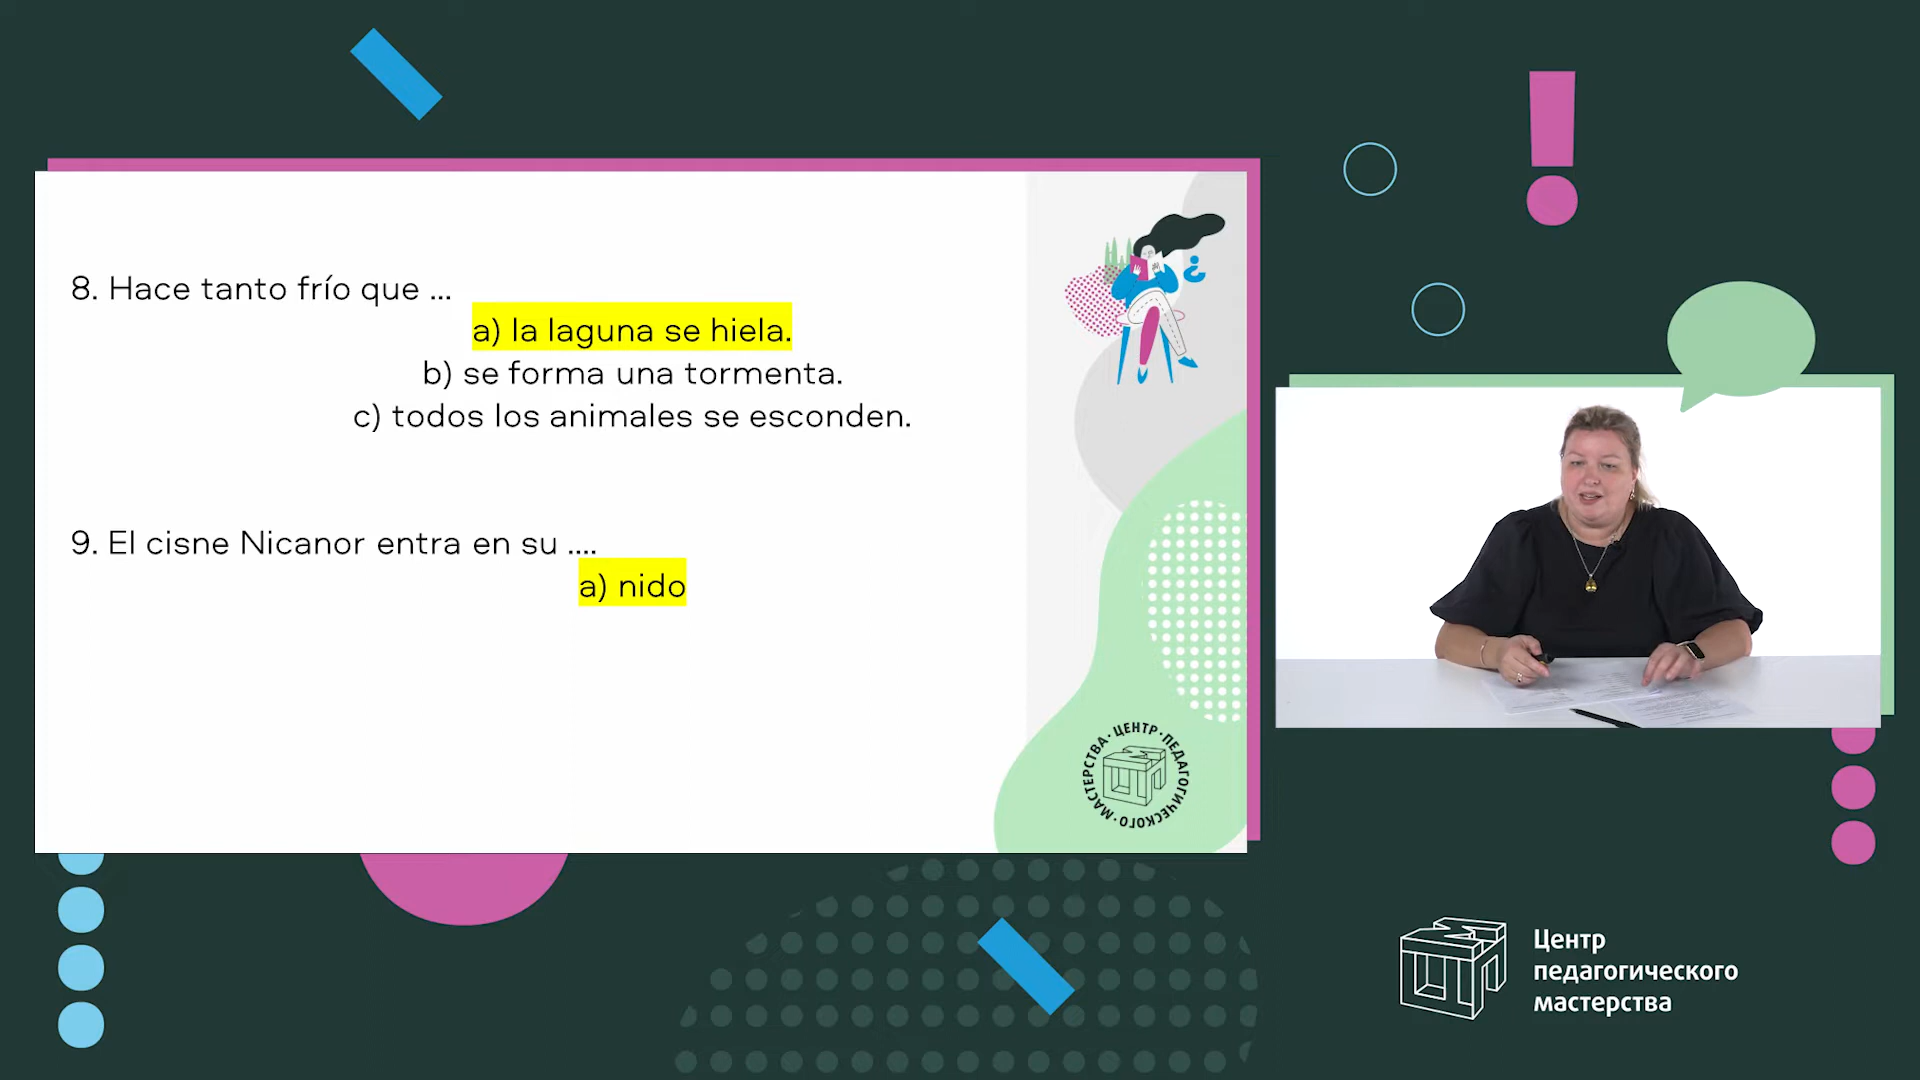 8. Hace tanto frío que ...
a) la laguna se hiela.
b) se forma una tormenta.
c) todos los animales se esconden.
9. El cisne Nicanor entra en su ....
a) nido
ЦЕНТР · ПЕДАГОГИЧЕСКОГО · МАСТЕРСТВА ·
Центр
педагогического
мастерства